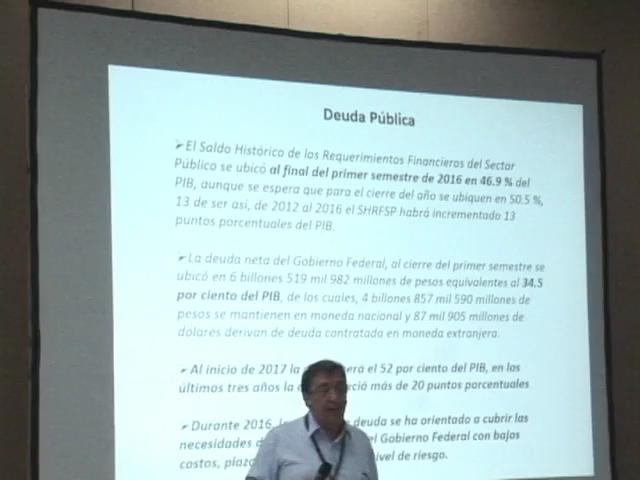 Deuda Pública
➢El Saldo Histórico de los Requerimientos Financieros del Sector
Público se ubicó al final del primer semestre de 2016 en 46.9 % del
PIB, aunque se espera que para el cierre del año se ubiquen en 50.5 %,
13 de ser asi, de 2012 al 2016 el SHRFSP habrá incrementado 13
puntos porcentuales del PIB.
➢La deuda neta del Gobierno Federal, al cierre del primer semestre se
ubicó en 6 billones 519 mil 982 millones de pesos equivalentes al 34.5
por ciento del PIB, de los cuales, 4 billones 857 mil 590 millones de
pesos se mantienen en moneda nacional y 87 mil 905 millones de
dólares derivan de deuda contratada en moneda extranjera.
➢Al inicio de 2017 la será el 52 por ciento del PIB, en los
últimos tres años la más de 20 puntos porcentuales
➢Durante 2016, deuda se ha orientado a cubrir las
necesidades Gobierno Federal con bajos
costos, nivel de riesgo.